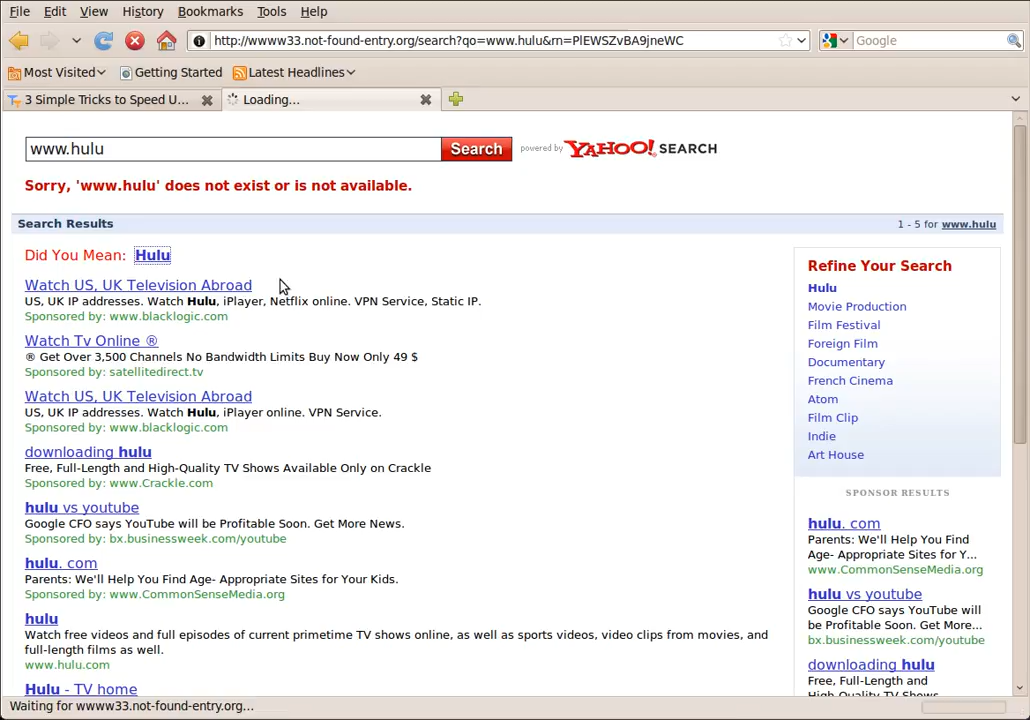 File Edit View History Bookmarks Tools Help
http://wwww33.not-found-entry.org/search?qo=www.hulu&rn=PlEWSZvBA9jneWC
Google
Most Visited Getting Started Latest Headlines
3 Simple Tricks to Speed U... Loading...
www.hulu Search powered by YAHOO! SEARCH
Sorry, 'www.hulu' does not exist or is not available.
Search Results 1 - 5 for www.hulu
Did You Mean: Hulu
Watch US, UK Television Abroad
US, UK IP addresses. Watch Hulu, iPlayer, Netflix online. VPN Service, Static IP.
Sponsored by: www.blacklogic.com
Watch Tv Online ®
® Get Over 3,500 Channels No Bandwidth Limits Buy Now Only 49 $
Sponsored by: satellitedirect.tv
Watch US, UK Television Abroad
US, UK IP addresses. Watch Hulu, iPlayer online. VPN Service.
Sponsored by: www.blacklogic.com
downloading hulu
Free, Full-Length and High-Quality TV Shows Available Only on Crackle
Sponsored by: www.Crackle.com
hulu vs youtube
Google CFO says YouTube will be Profitable Soon. Get More News.
Sponsored by: bx.businessweek.com/youtube
hulu. com
Parents: We'll Help You Find Age- Appropriate Sites for Your Kids.
Sponsored by: www.CommonSenseMedia.org
hulu
Watch free videos and full episodes of current primetime TV shows online, as well as sports videos, video clips from movies, and
full-length films as well.
www.hulu.com
Hulu - TV home
Refine Your Search
Hulu
Movie Production
Film Festival
Foreign Film
Documentary
French Cinema
Atom
Film Clip
Indie
Art House
SPONSOR RESULTS
hulu. com
Parents: We'll Help You Find
Age- Appropriate Sites for Y...
www.CommonSenseMedia.org
hulu vs youtube
Google CFO says YouTube will
be Profitable Soon. Get More...
bx.businessweek.com/youtube
downloading hulu
Free, Full-Length and
High-Quality TV Shows
Waiting for wwww33.not-found-entry.org...